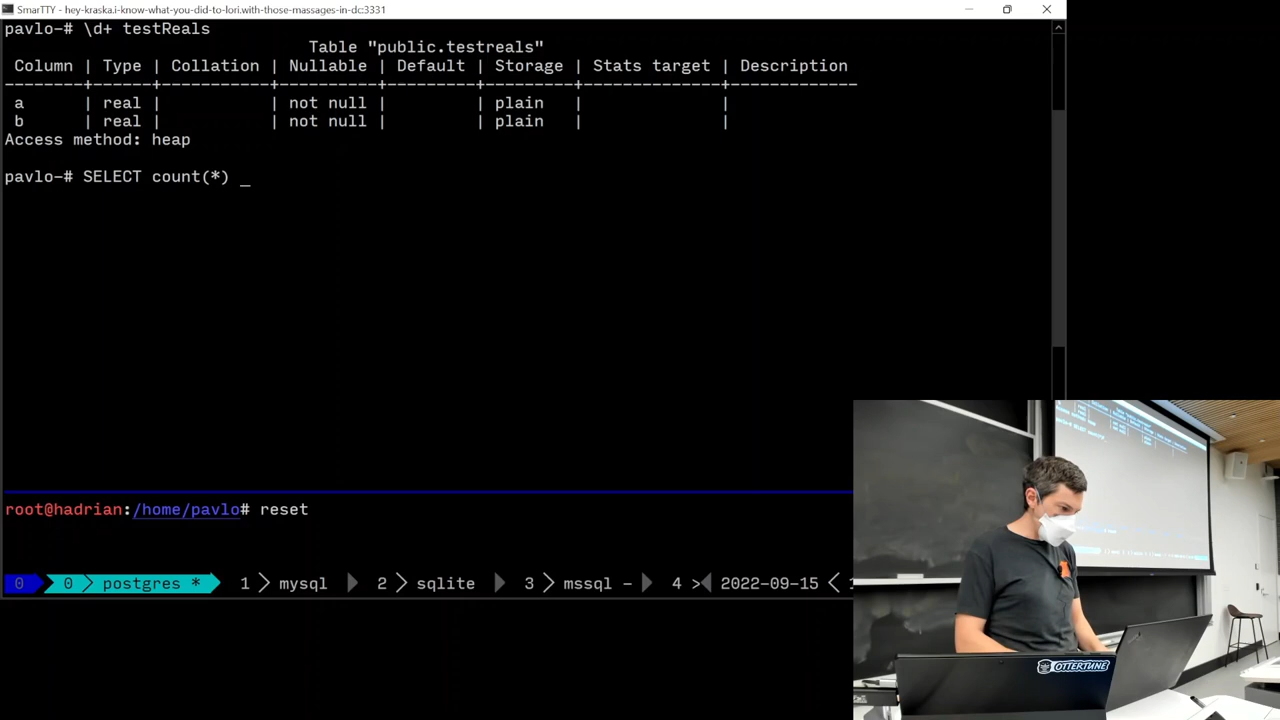 SmarTTY - hey-kraska.i-know-what-you-did-to-lori.with-those-massages-in-dc:3331
pavlo-# \d+ testReals
Table "public.testreals"
Column | Type | Collation | Nullable | Default | Storage | Stats target | Description
--------+------+-----------+----------+---------+---------+--------------+-------------
a | real | | not null | | plain | |
b | real | | not null | | plain | |
Access method: heap
pavlo-# SELECT count(*) _
root@hadrian:/home/pavlo# reset
0 0 postgres * 1 mysql 2 sqlite 3 mssql - 4 > 2022-09-15
OTTERTUNE